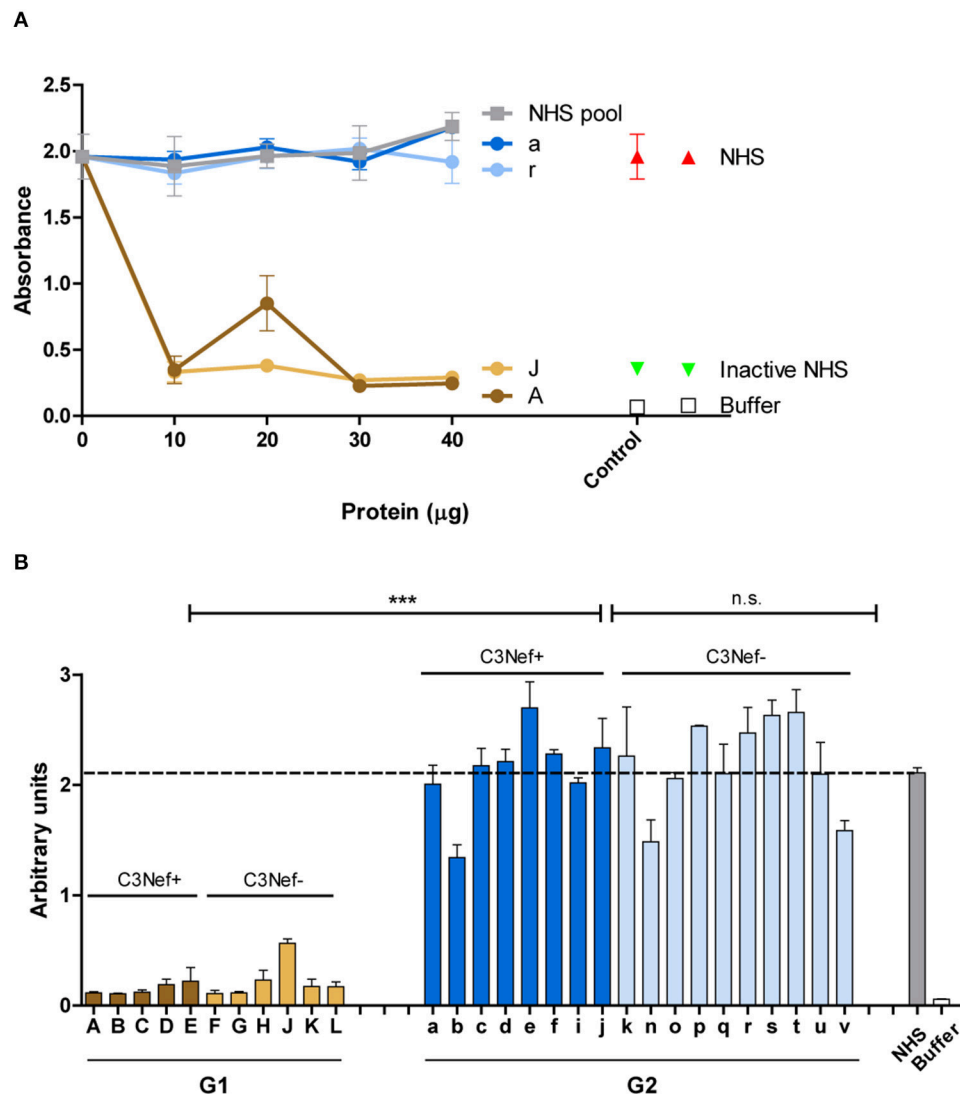 A
2.5
2.0
1.5
1.0
0.5
0.0
Absorbance
0 10 20 30 40 Control
Protein (µg)
NHS pool
a
r
J
A
NHS
Inactive NHS
Buffer
B
*** n.s.
C3Nef+ C3Nef-
3
2
1
0
Arbitrary units
C3Nef+ C3Nef-
A B C D E F G H J K L a b c d e f i j k n o p q r s t u v NHS Buffer
G1 G2